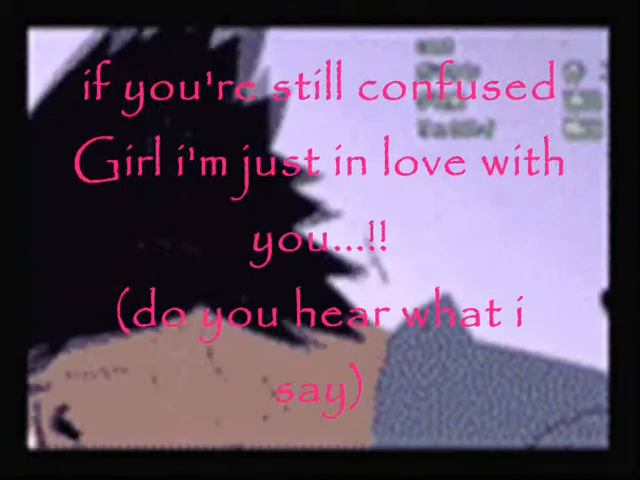 if you're still confused
Girl i'm just in love with
you...!!
(do you hear what i
say)